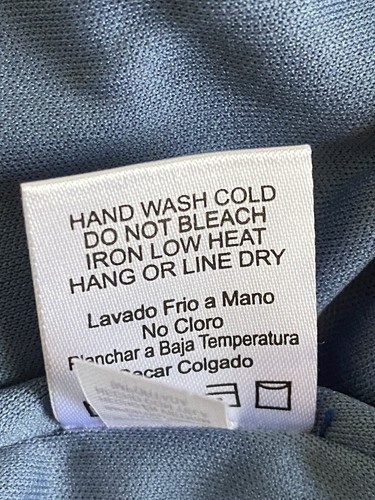 HAND WASH COLD
DO NOT BLEACH
IRON LOW HEAT
HANG OR LINE DRY
Lavado Frio a Mano
No Cloro
Planchar a Baja Temperatura
Secar Colgado